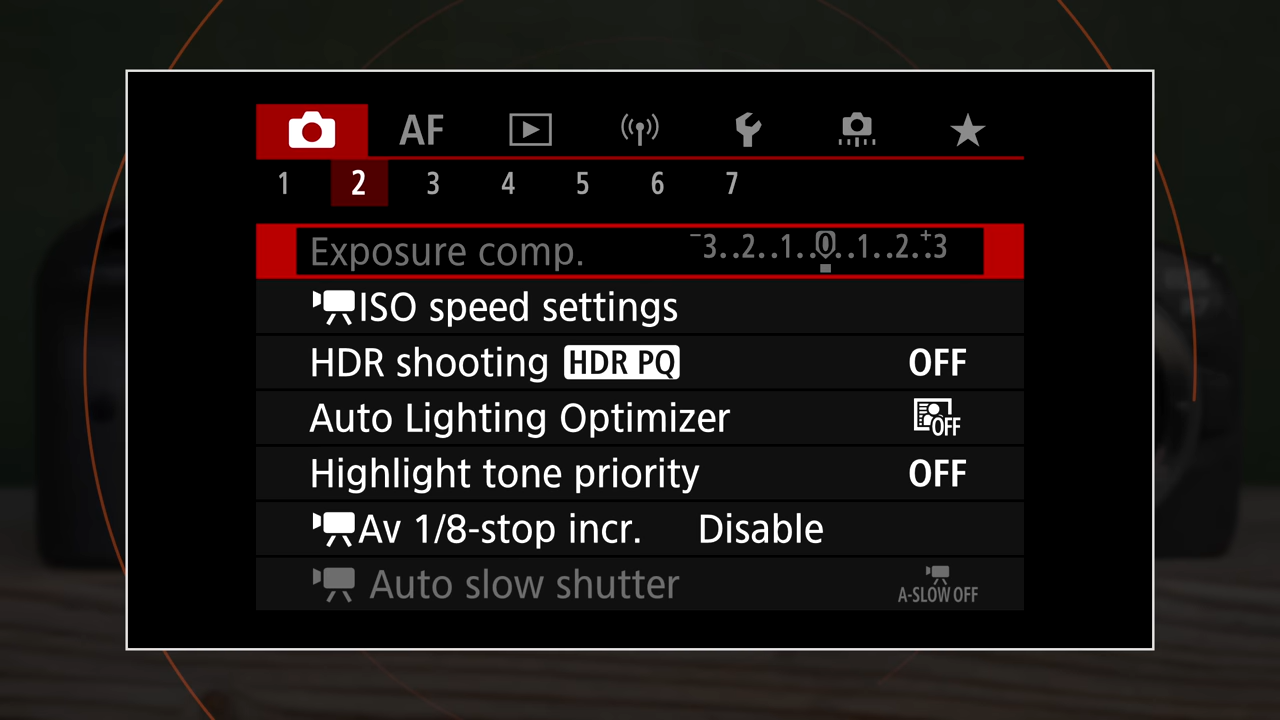 AF
1 2 3 4 5 6 7
Exposure comp. -3..2..1..0..1..2.+3
ISO speed settings
HDR shooting HDR PQ OFF
Auto Lighting Optimizer OFF
Highlight tone priority OFF
Av 1/8-stop incr. Disable
Auto slow shutter A-SLOW OFF